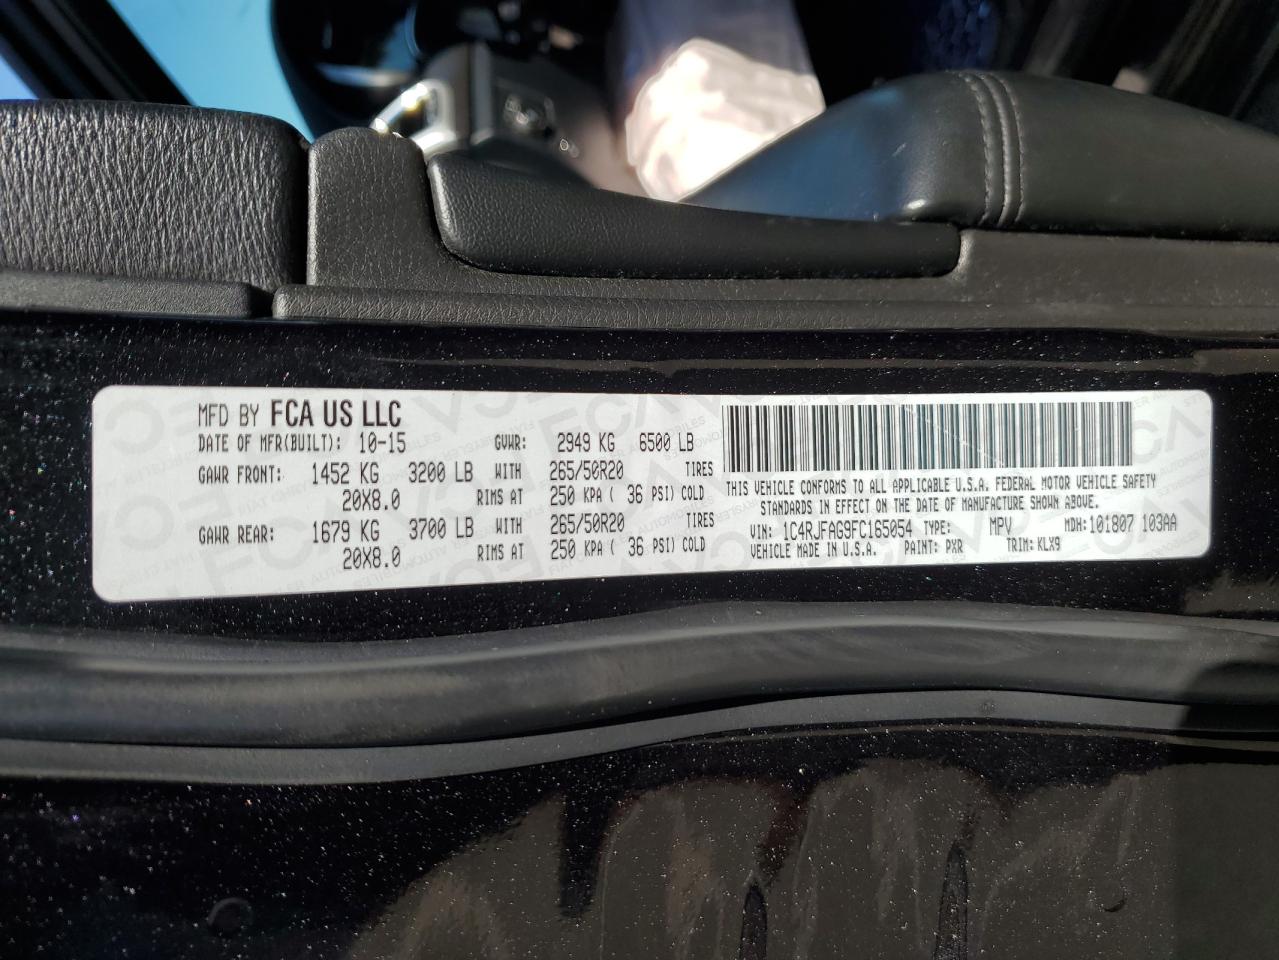 MFD BY FCA US LLC
DATE OF MFR(BUILT): 10-15 GVWR: 2949 KG 6500 LB
GAWR FRONT: 1452 KG 3200 LB WITH 265/50R20 TIRES
20X8.0 RIMS AT 250 KPA ( 36 PSI) COLD
GAWR REAR: 1679 KG 3700 LB WITH 265/50R20 TIRES
20X8.0 RIMS AT 250 KPA ( 36 PSI) COLD
THIS VEHICLE CONFORMS TO ALL APPLICABLE U.S.A. FEDERAL MOTOR VEHICLE SAFETY
STANDARDS IN EFFECT ON THE DATE OF MANUFACTURE SHOWN ABOVE.
VIN: 1C4RJFAG9FC165054 TYPE: MPV MDH: 101807 103AA
VEHICLE MADE IN U.S.A. PAINT: PXR TRIM: KLX9